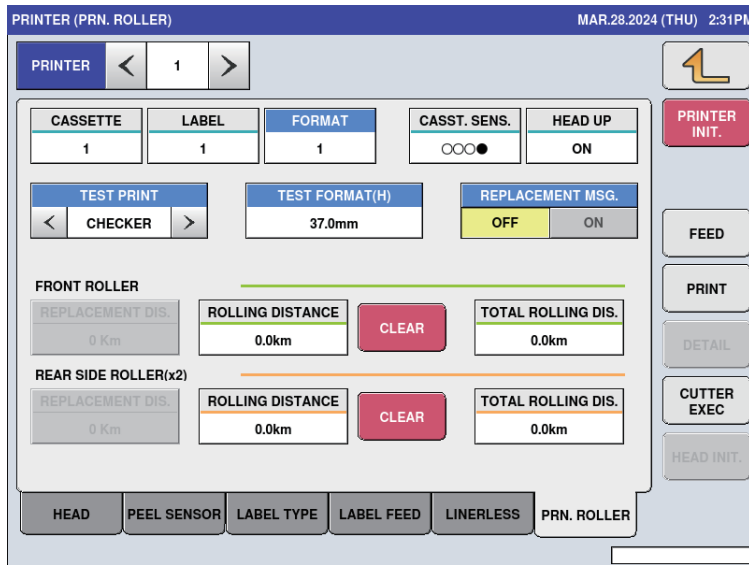 PRINTER (PRN. ROLLER) MAR.28.2024 (THU) 2:31PM
PRINTER 1
PRINTER INIT.
CASSETTE LABEL FORMAT CASST. SENS. HEAD UP
1 1 1 ○○○● ON
TEST PRINT TEST FORMAT(H) REPLACEMENT MSG.
< CHECKER > 37.0mm OFF ON
FEED
FRONT ROLLER
PRINT
REPLACEMENT DIS. ROLLING DISTANCE CLEAR TOTAL ROLLING DIS.
0 Km 0.0km 0.0km
DETAIL
REAR SIDE ROLLER(x2)
REPLACEMENT DIS. ROLLING DISTANCE CLEAR TOTAL ROLLING DIS.
0 Km 0.0km 0.0km
CUTTER
EXEC
HEAD INIT.
HEAD PEEL SENSOR LABEL TYPE LABEL FEED LINERLESS PRN. ROLLER